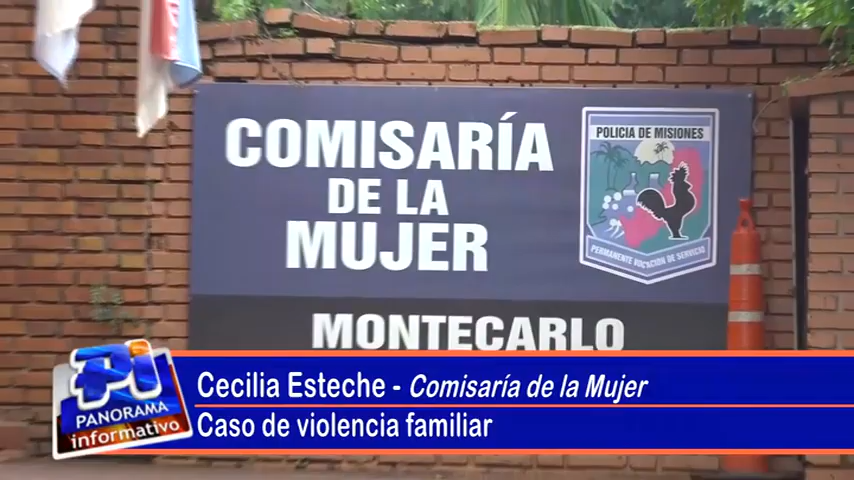 COMISARÍA
DE LA
MUJER
POLICIA DE MISIONES
PERMANENTE VOCACION DE SERVICIO
MONTECARLO
Cecilia Esteche - Comisaría de la Mujer
Caso de violencia familiar
Pi
PANORAMA
informativo